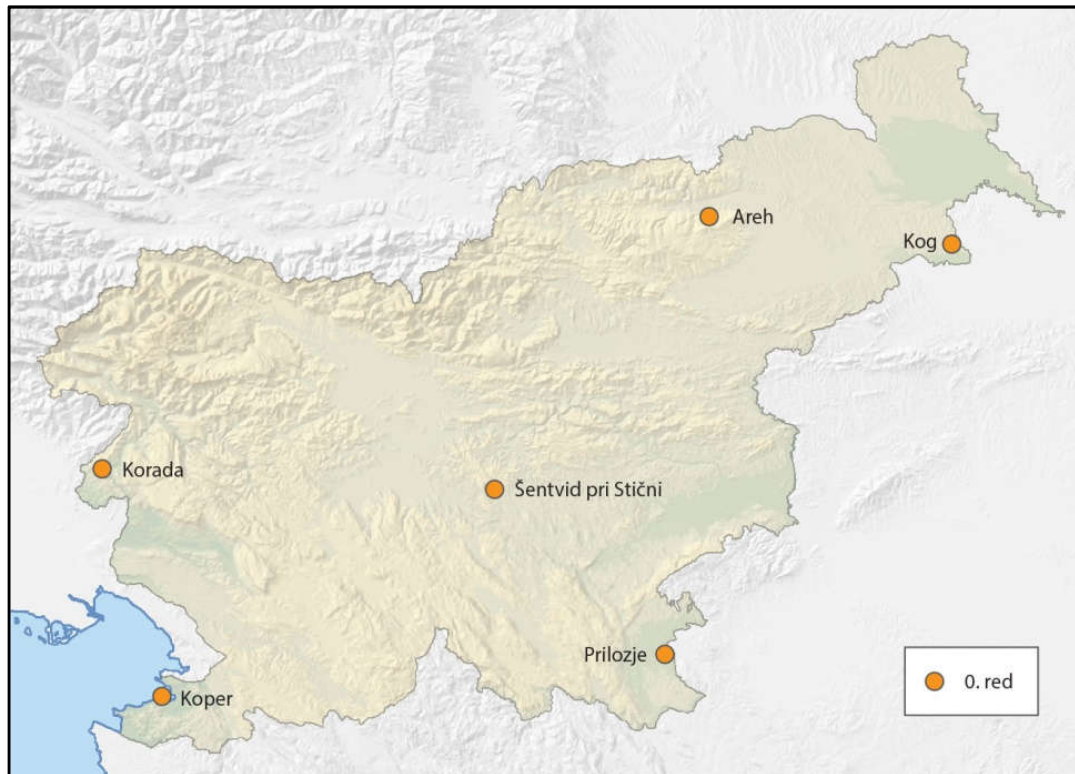 Areh
Kog
Korada
Šentvid pri Stični
Prilozje
0. red
Koper